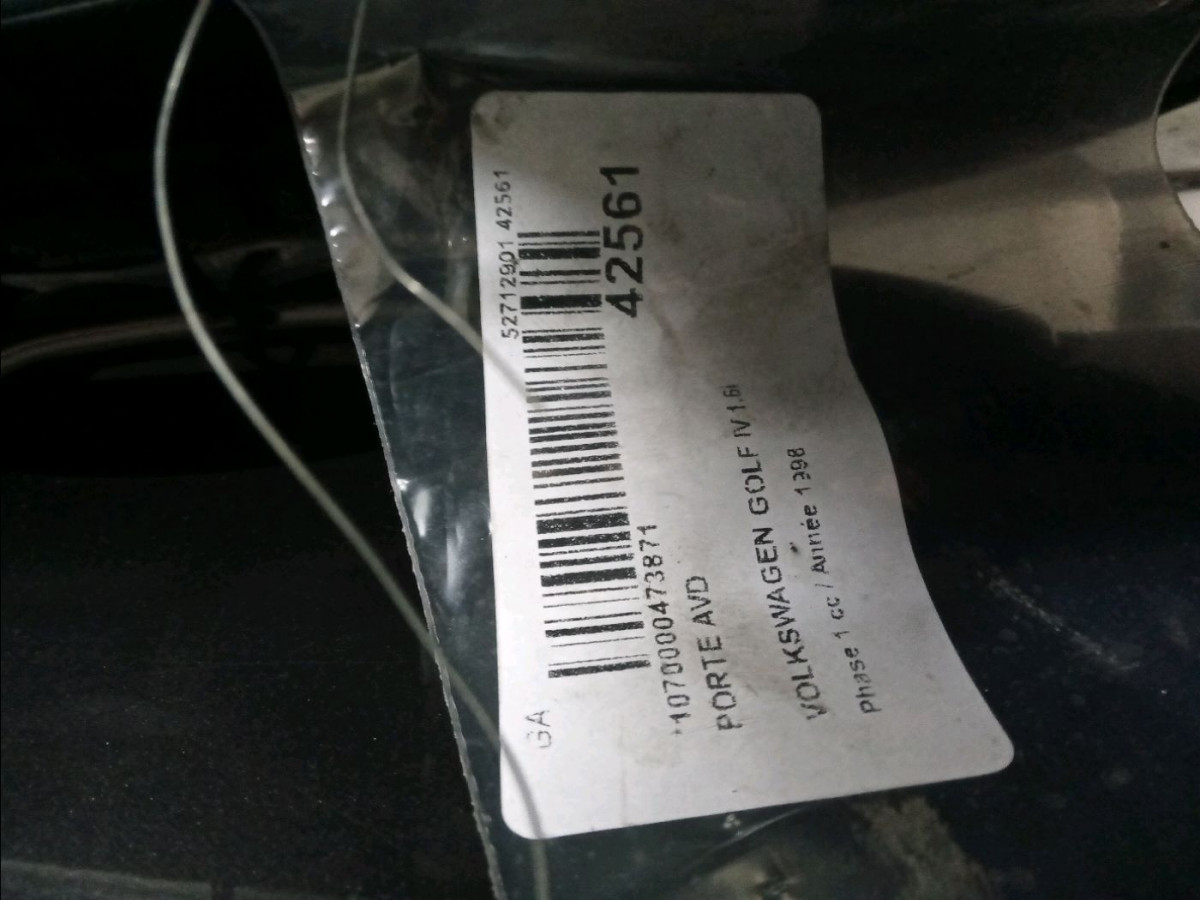 GA
52712901 42561
42561
1070000473871
PORTE AVD
VOLKSWAGEN GOLF IV 1.6i
Phase 1 cc / Année 1998